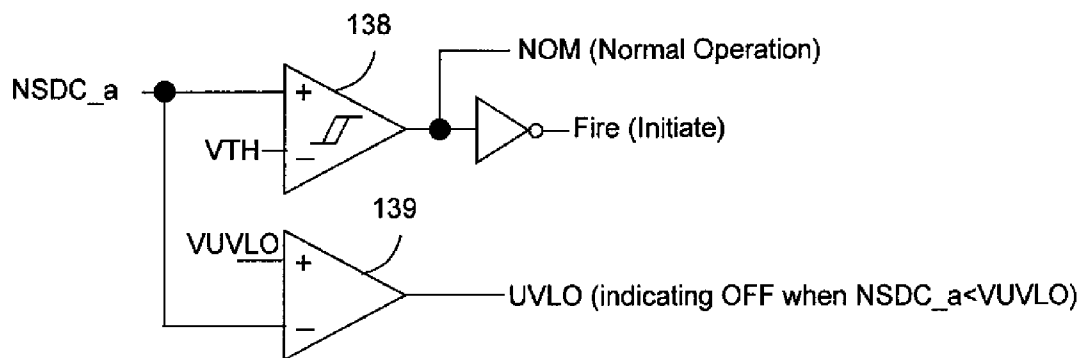 138
NOM (Normal Operation)
NSDC_a
+
Fire (Initiate)
VTH
−
139
VUVLO
+
UVLO (indicating OFF when NSDC_a<VUVLO)
−